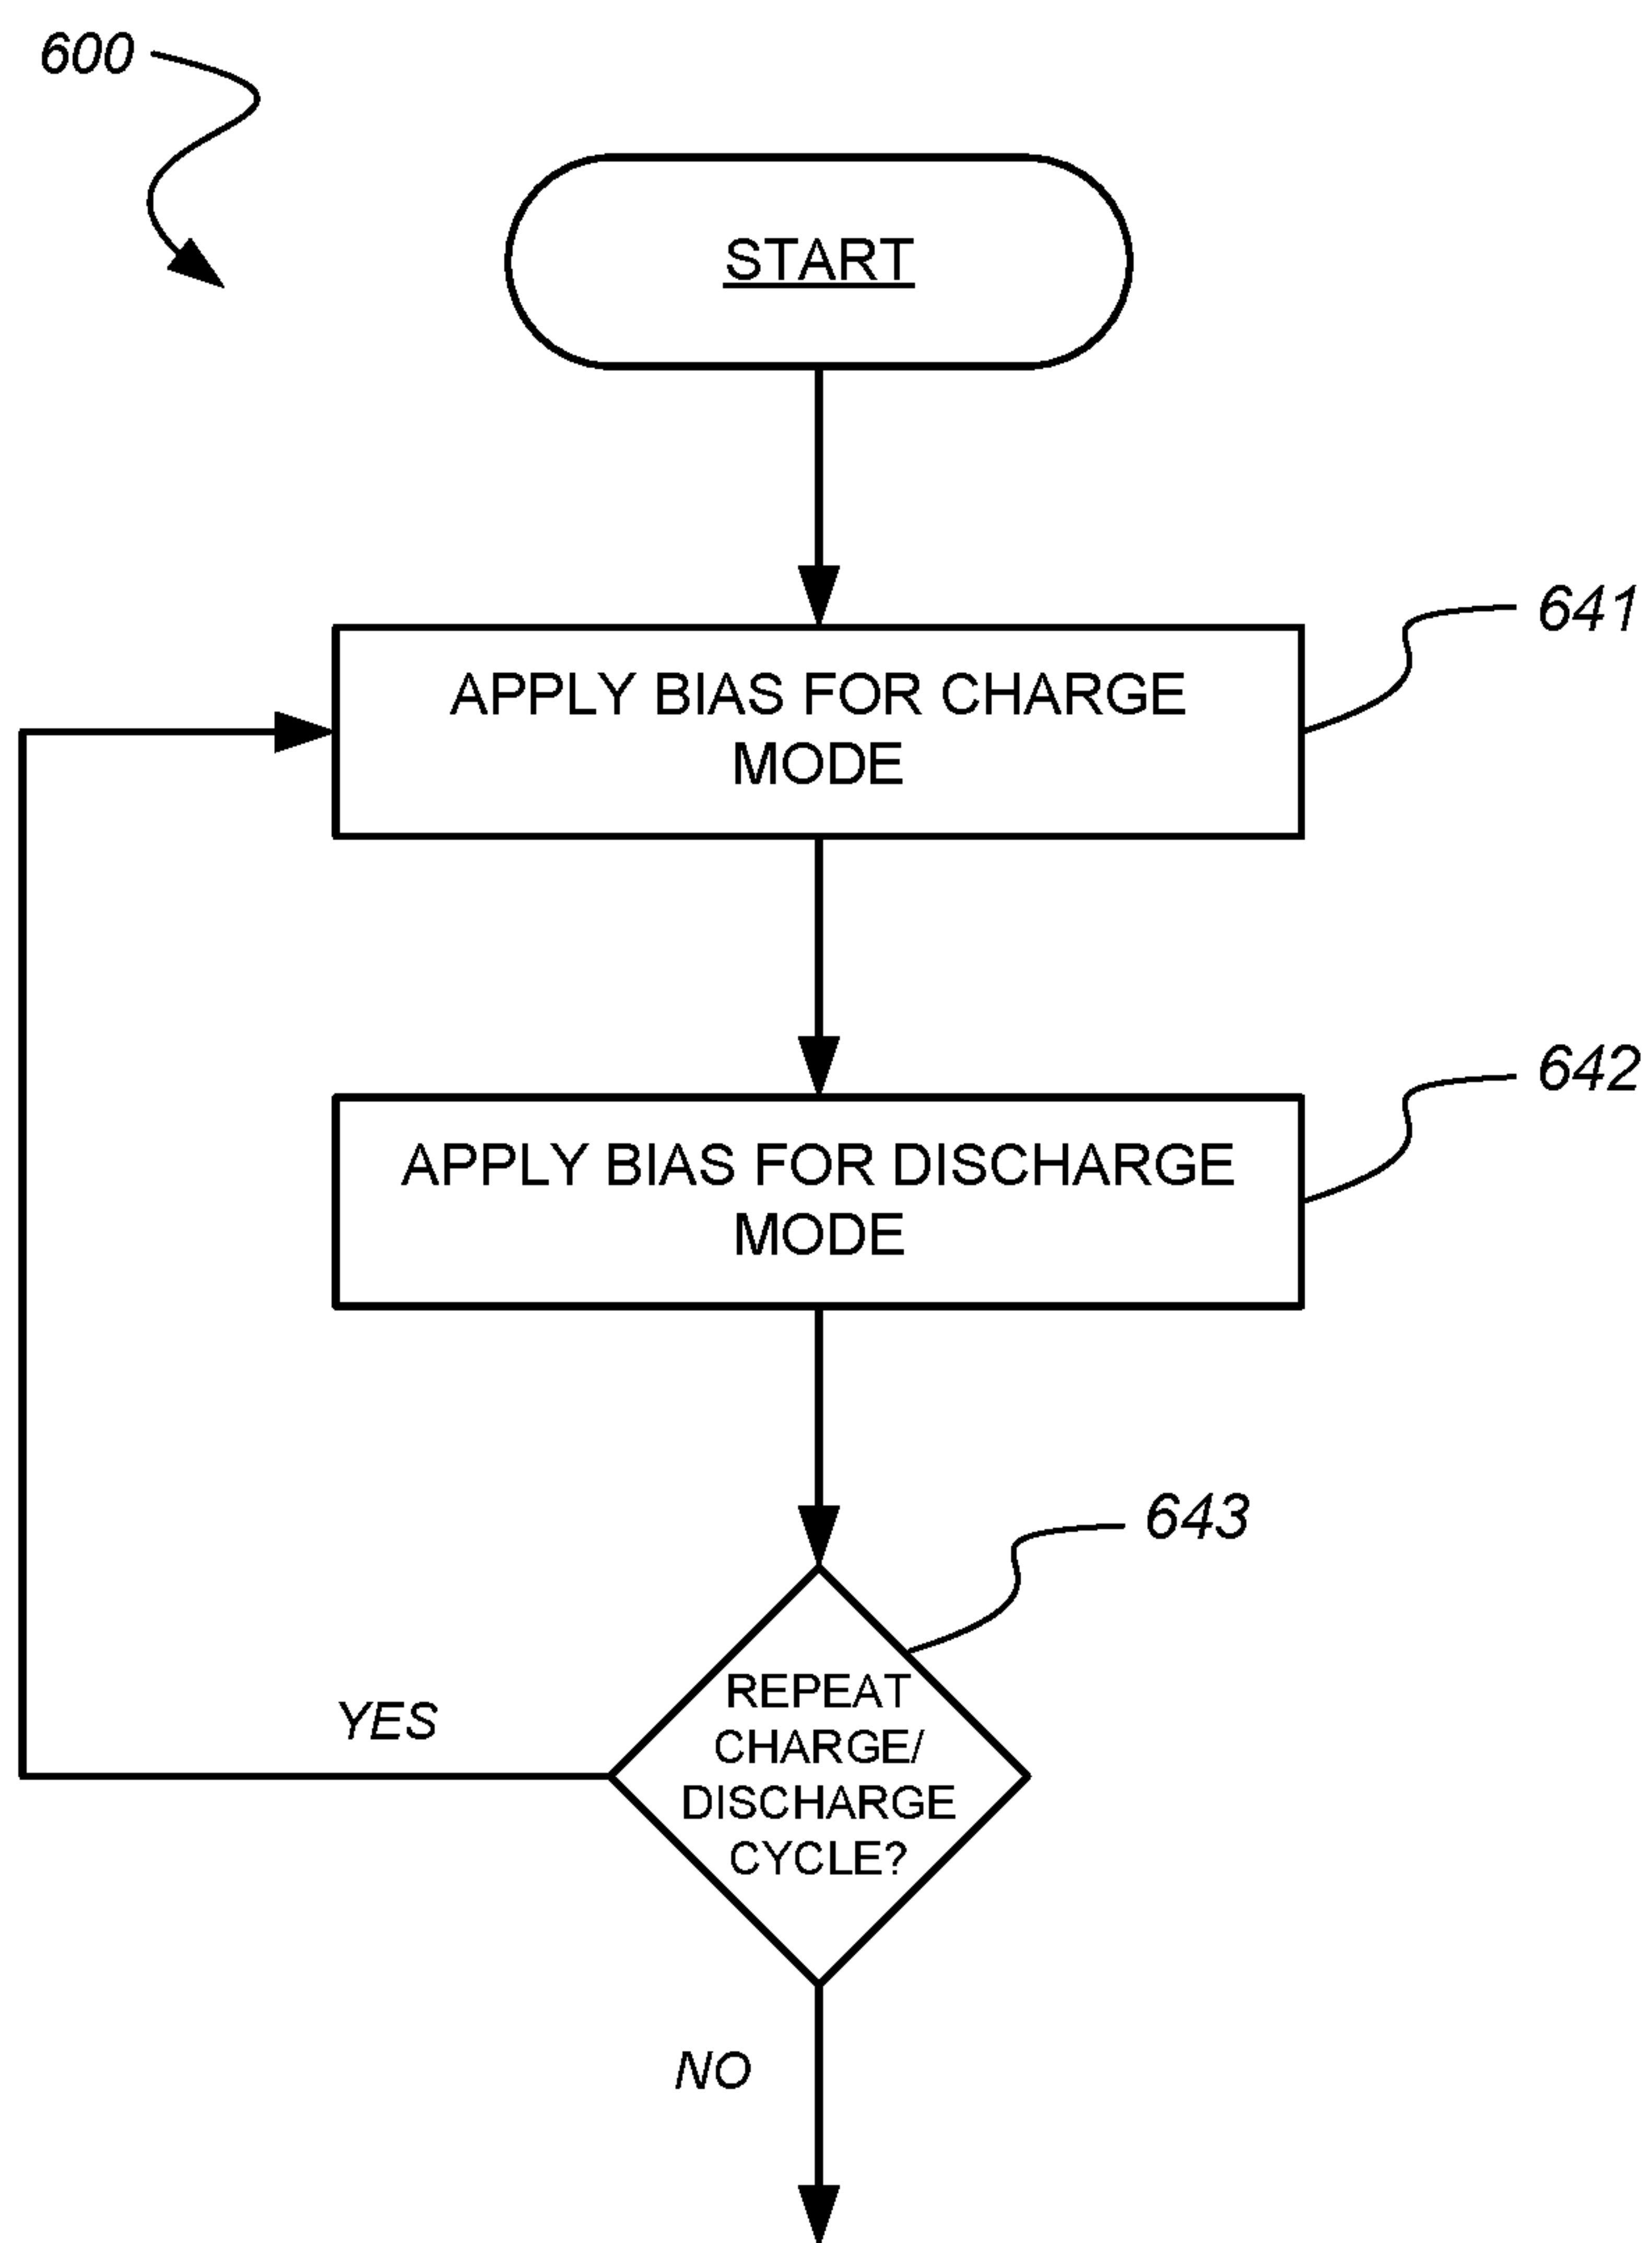 600
START
641
APPLY BIAS FOR CHARGE
MODE
642
APPLY BIAS FOR DISCHARGE
MODE
643
REPEAT
CHARGE/
DISCHARGE
CYCLE?
YES
NO